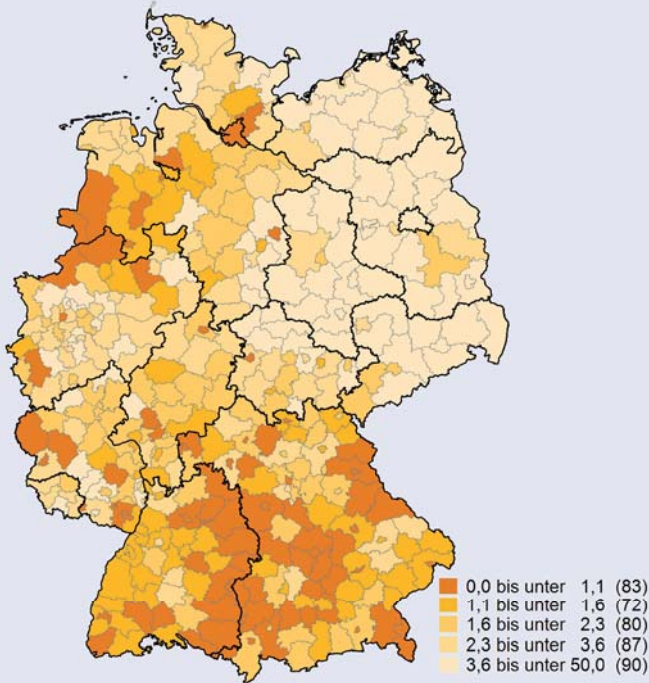 0,0 bis unter 1,1 (83)
1,1 bis unter 1,6 (72)
1,6 bis unter 2,3 (80)
2,3 bis unter 3,6 (87)
3,6 bis unter 50,0 (90)